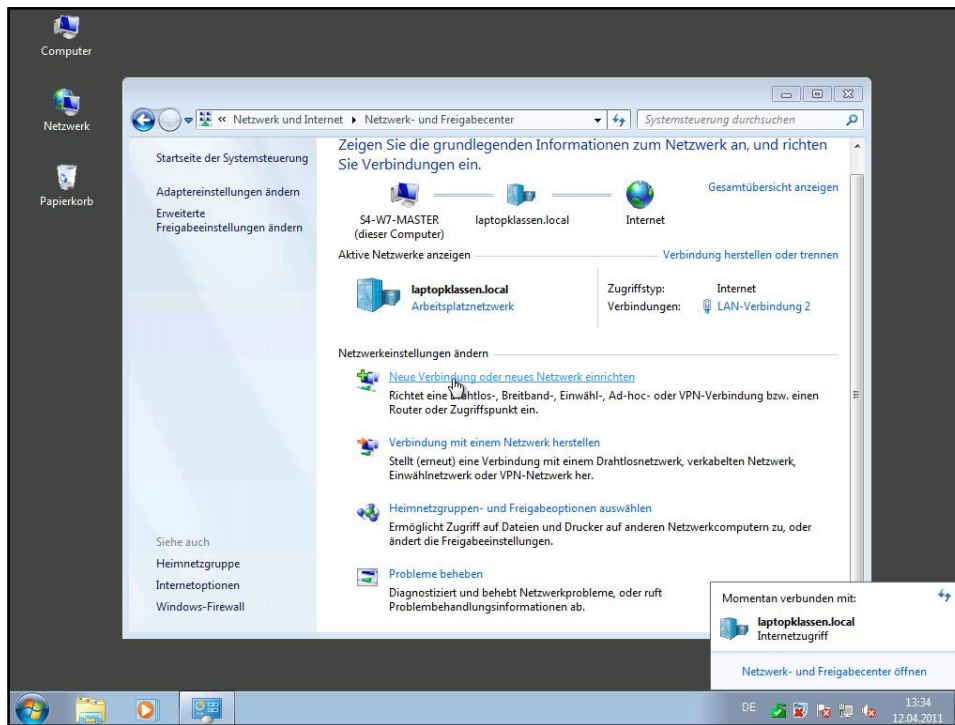 Computer
Netzwerk
Papierkorb
« Netzwerk und Internet ▸ Netzwerk- und Freigabecenter
Systemsteuerung durchsuchen
Startseite der Systemsteuerung
Adaptereinstellungen ändern
Erweiterte
Freigabeeinstellungen ändern
Siehe auch
Heimnetzgruppe
Internetoptionen
Windows-Firewall
Zeigen Sie die grundlegenden Informationen zum Netzwerk an, und richten
Sie Verbindungen ein.
Gesamtübersicht anzeigen
S4-W7-MASTER
(dieser Computer)
laptopklassen.local
Internet
Aktive Netzwerke anzeigen
Verbindung herstellen oder trennen
laptopklassen.local
Arbeitsplatznetzwerk
Zugriffstyp: Internet
Verbindungen: LAN-Verbindung 2
Netzwerkeinstellungen ändern
Neue Verbindung oder neues Netzwerk einrichten
Richtet eine Drahtlos-, Breitband-, Einwähl-, Ad-hoc- oder VPN-Verbindung bzw. einen
Router oder Zugriffspunkt ein.
Verbindung mit einem Netzwerk herstellen
Stellt (erneut) eine Verbindung mit einem Drahtlosnetzwerk, verkabelten Netzwerk,
Einwählnetzwerk oder VPN-Netzwerk her.
Heimnetzgruppen- und Freigabeoptionen auswählen
Ermöglicht Zugriff auf Dateien und Drucker auf anderen Netzwerkcomputern zu, oder
ändert die Freigabeeinstellungen.
Probleme beheben
Diagnostiziert und behebt Netzwerkprobleme, oder ruft
Problembehandlungsinformationen ab.
Momentan verbunden mit:
laptopklassen.local
Internetzugriff
Netzwerk- und Freigabecenter öffnen
DE
13:34
12.04.2011